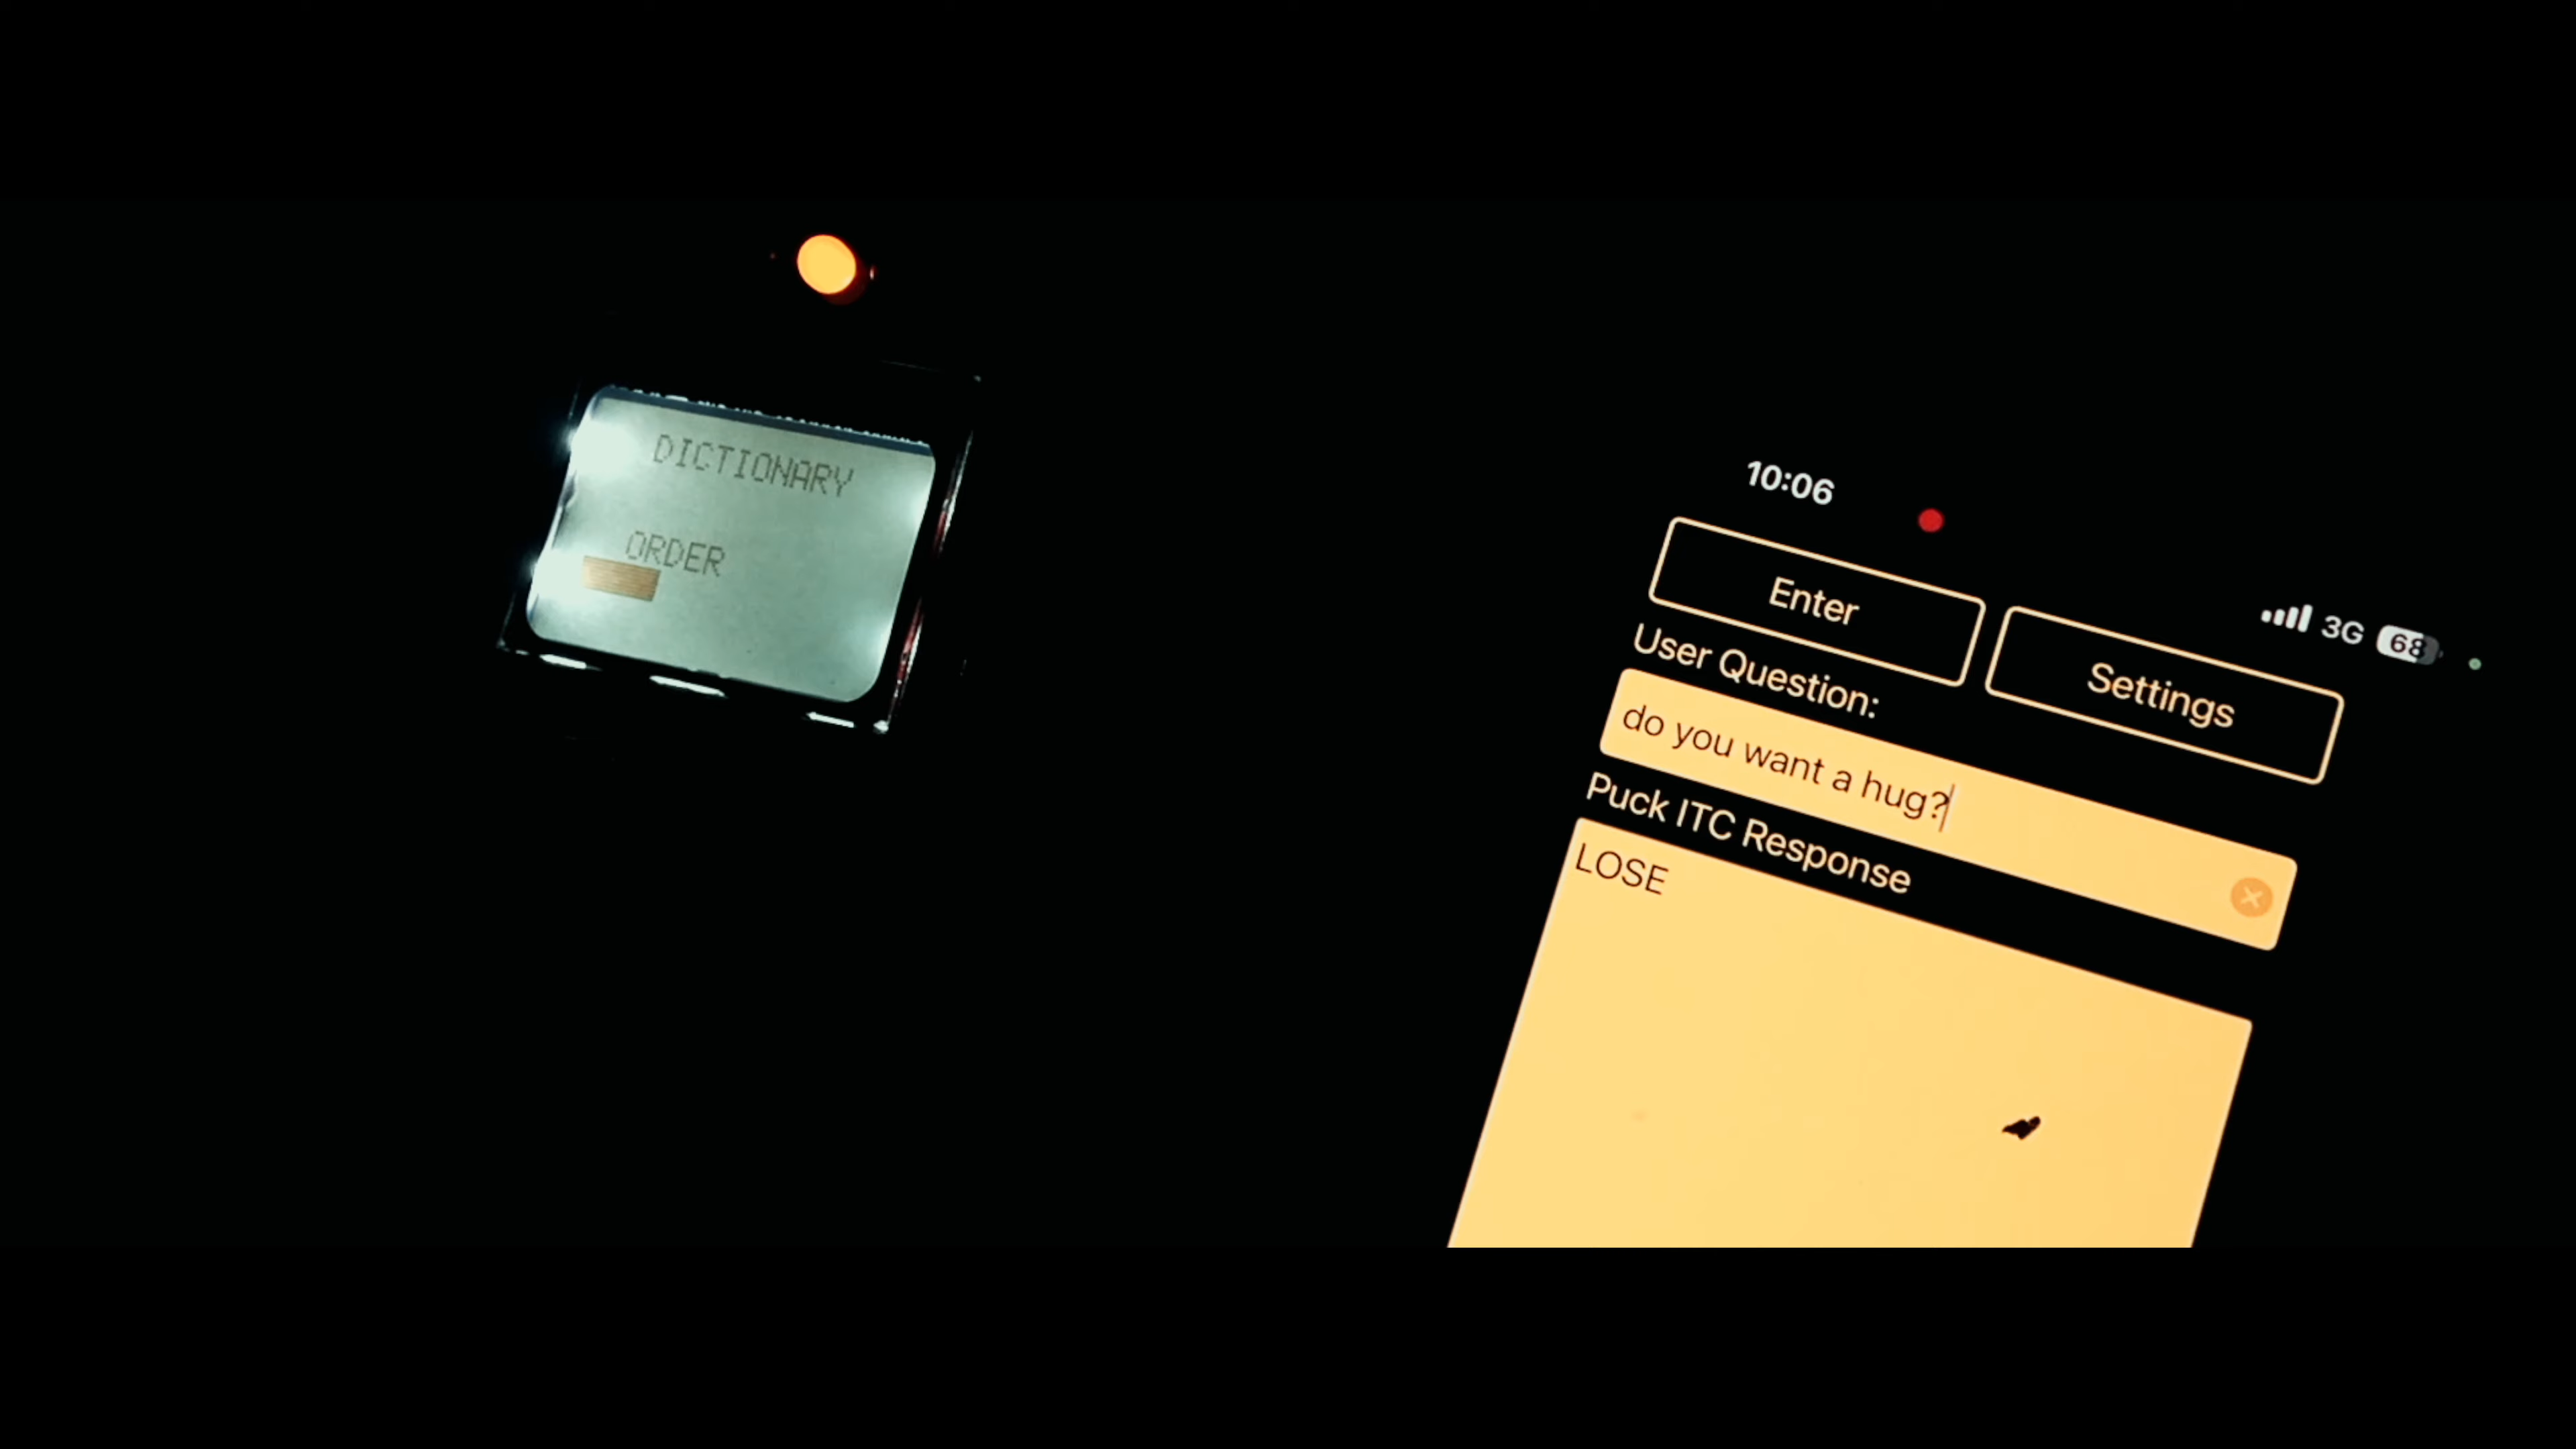 DICTIONARY
ORDER
10:06
3G 68
Enter
Settings
User Question:
do you want a hug?
Puck ITC Response
LOSE